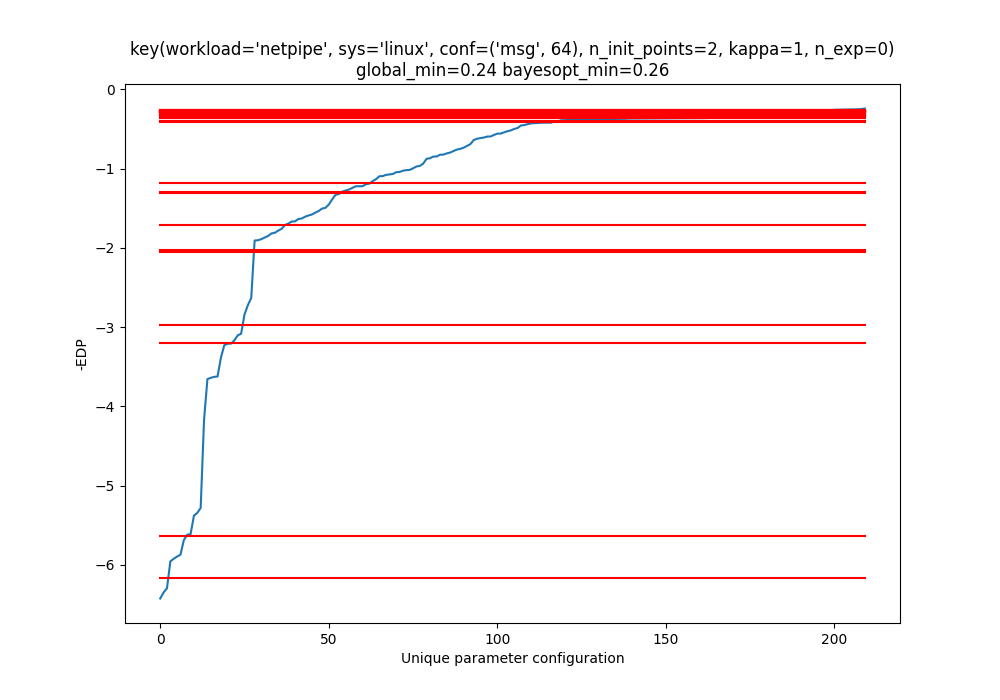 key(workload='netpipe', sys='linux', conf=('msg', 64), n_init_points=2, kappa=1, n_exp=0)
global_min=0.24 bayesopt_min=0.26
0
−1
−2
−3
−4
−5
−6
-EDP
0 50 100 150 200
Unique parameter configuration